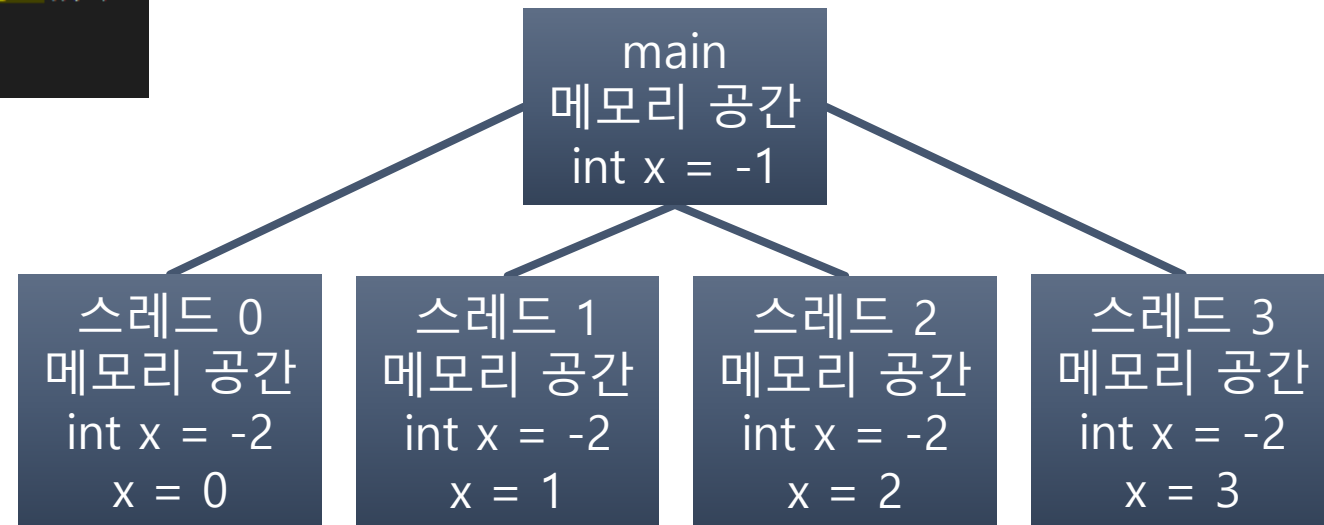 main
메모리 공간
int x = -1
스레드 0
메모리 공간
int x = -2
x = 0
스레드 1
메모리 공간
int x = -2
x = 1
스레드 2
메모리 공간
int x = -2
x = 2
스레드 3
메모리 공간
int x = -2
x = 3